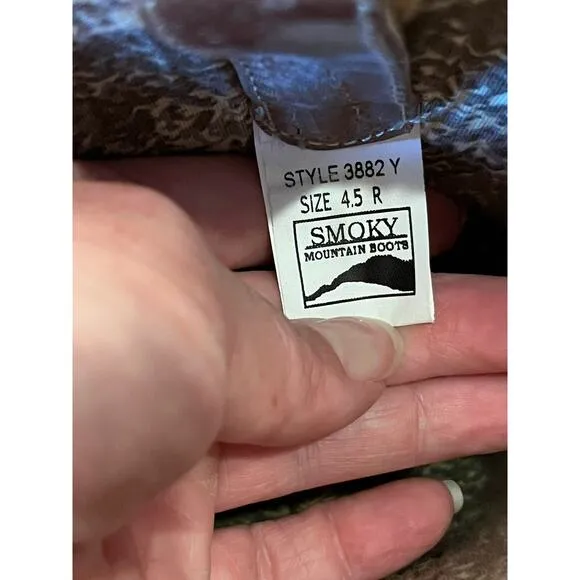 STYLE 3882 Y
SIZE 4.5 R
SMOKY
MOUNTAIN BOOTS